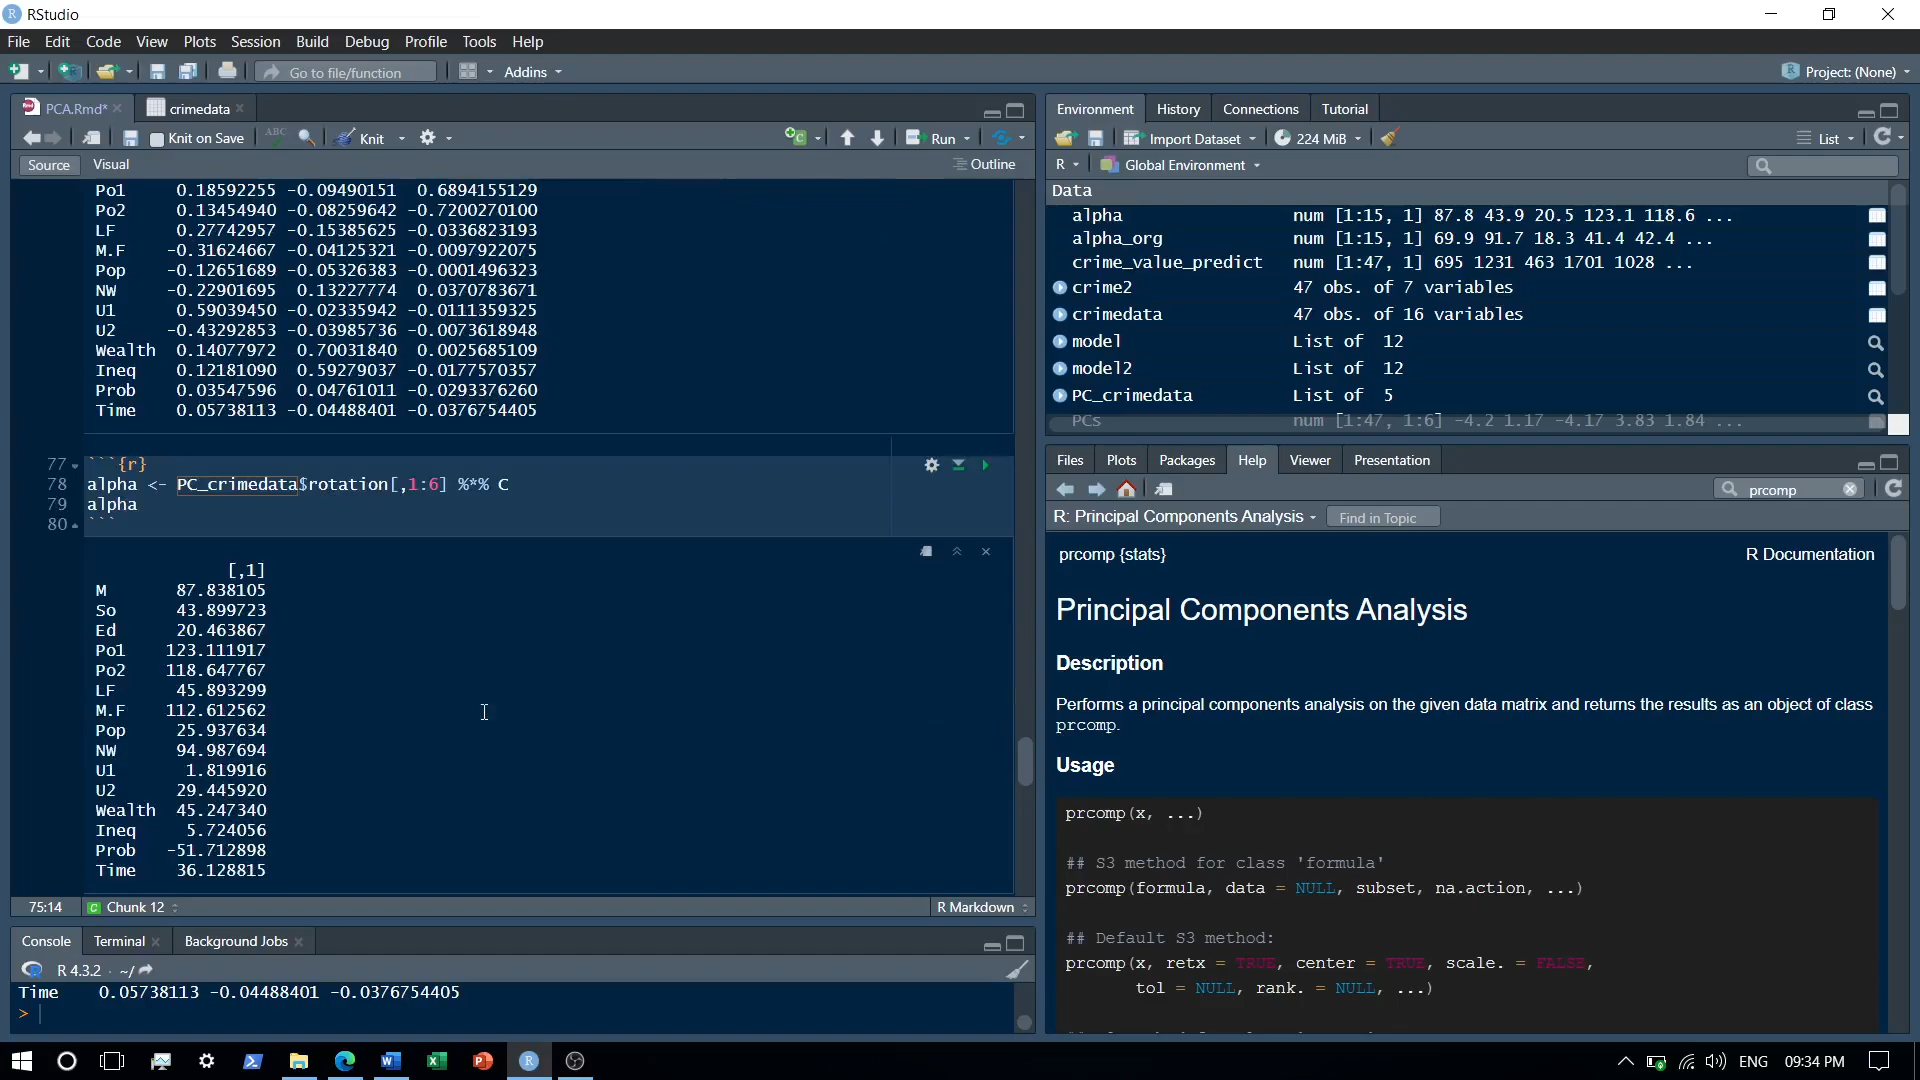 RStudio
File Edit Code View Plots Session Build Debug Profile Tools Help
Go to file/function Addins Project: (None)
PCA.Rmd* crimedata
Knit on Save ABC Knit Run
Source Visual Outline
Po1 0.18592255 -0.09490151 0.6894155129
Po2 0.13454940 -0.08259642 -0.7200270100
LF 0.27742957 -0.15385625 -0.0336823193
M.F -0.31624667 -0.04125321 -0.0097922075
Pop -0.12651689 -0.05326383 -0.0001496323
NW -0.22901695 0.13227774 0.0370783671
U1 0.59039450 -0.02335942 -0.0111359325
U2 -0.43292853 -0.03985736 -0.0073618948
Wealth 0.14077972 0.70031840 0.0025685109
Ineq 0.12181090 0.59279037 -0.0177570357
Prob 0.03547596 0.04761011 -0.0293376260
Time 0.05738113 -0.04488401 -0.0376754405
77 ```{r}
78 alpha <- PC_crimedata$rotation[,1:6] %*% C
79 alpha
80 ```
[,1]
M 87.838105
So 43.899723
Ed 20.463867
Po1 123.111917
Po2 118.647767
LF 45.893299
M.F 112.612562
Pop 25.937634
NW 94.987694
U1 1.819916
U2 29.445920
Wealth 45.247340
Ineq 5.724056
Prob -51.712898
Time 36.128815
75:14 Chunk 12 R Markdown
Console Terminal Background Jobs
R 4.3.2 · ~/
Time 0.05738113 -0.04488401 -0.0376754405
>
Environment History Connections Tutorial
Import Dataset 224 MiB List
R Global Environment
Data
alpha num [1:15, 1] 87.8 43.9 20.5 123.1 118.6 ...
alpha_org num [1:15, 1] 69.9 91.7 18.3 41.4 42.4 ...
crime_value_predict num [1:47, 1] 695 1231 463 1701 1028 ...
crime2 47 obs. of 7 variables
crimedata 47 obs. of 16 variables
model List of 12
model2 List of 12
PC_crimedata List of 5
PCs num [1:47, 1:6] -4.2 1.17 -4.17 3.83 1.84 ...
Files Plots Packages Help Viewer Presentation
prcomp
R: Principal Components Analysis Find in Topic
prcomp {stats} R Documentation
Principal Components Analysis
Description
Performs a principal components analysis on the given data matrix and returns the results as an object of class
prcomp.
Usage
prcomp(x, ...)
## S3 method for class 'formula'
prcomp(formula, data = NULL, subset, na.action, ...)
## Default S3 method:
prcomp(x, retx = TRUE, center = TRUE, scale. = FALSE,
tol = NULL, rank. = NULL, ...)
ENG 09:34 PM